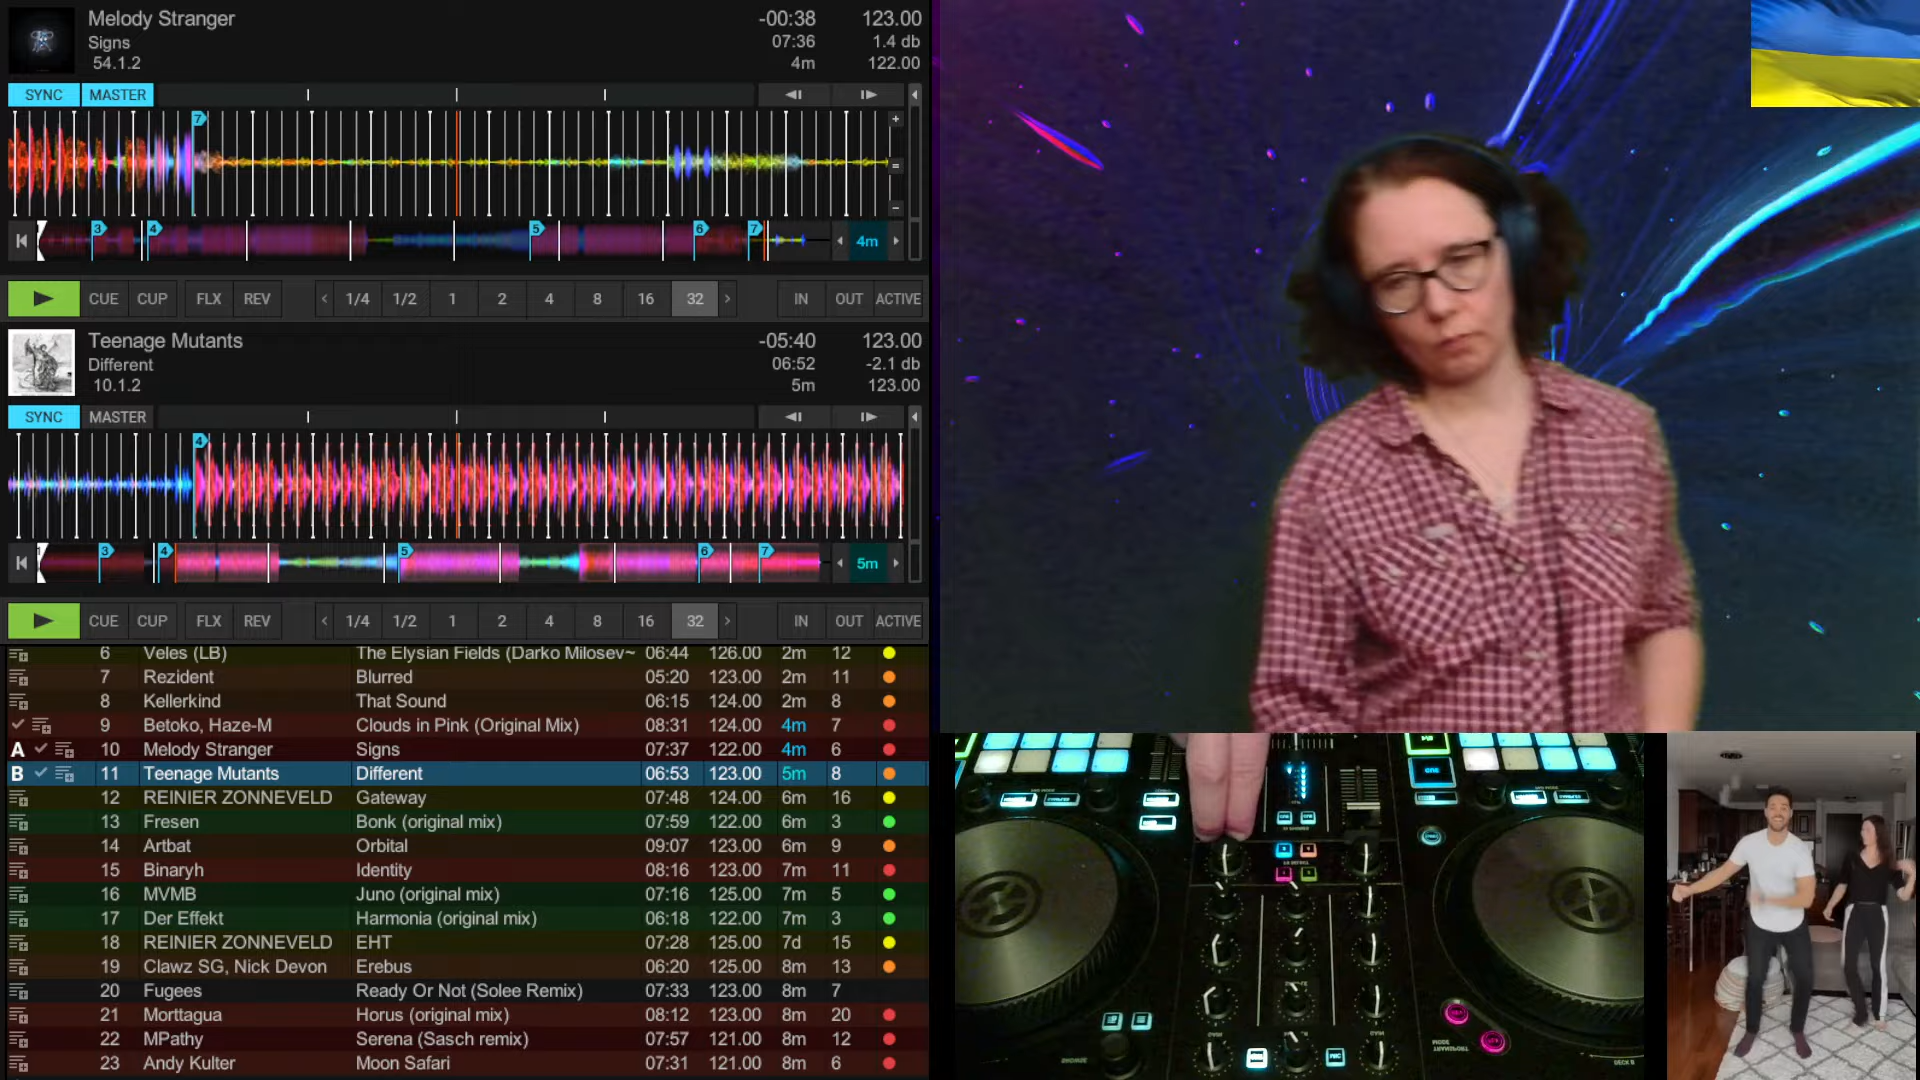 Melody Stranger -00:38 123.00
Signs 07:36 1.4 db
54.1.2 4m 122.00
SYNC MASTER
7
3 4 5 6 7 4m
CUE CUP FLX REV 1/4 1/2 1 2 4 8 16 32 IN OUT ACTIVE
Teenage Mutants -05:40 123.00
Different 06:52 -2.1 db
10.1.2 5m 123.00
SYNC MASTER
4
3 4 5 6 7 5m
CUE CUP FLX REV 1/4 1/2 1 2 4 8 16 32 IN OUT ACTIVE
6 Veles (LB) The Elysian Fields (Darko Milosev~ 06:44 126.00 2m 12
7 Rezident Blurred 05:20 123.00 2m 11
8 Kellerkind That Sound 06:15 124.00 2m 8
9 Betoko, Haze-M Clouds in Pink (Original Mix) 08:31 124.00 4m 7
A 10 Melody Stranger Signs 07:37 122.00 4m 6
B 11 Teenage Mutants Different 06:53 123.00 5m 8
12 REINIER ZONNEVELD Gateway 07:48 124.00 6m 16
13 Fresen Bonk (original mix) 07:59 122.00 6m 3
14 Artbat Orbital 09:07 123.00 6m 9
15 Binaryh Identity 08:16 123.00 7m 11
16 MVMB Juno (original mix) 07:16 125.00 7m 5
17 Der Effekt Harmonia (original mix) 06:18 122.00 7m 3
18 REINIER ZONNEVELD EHT 07:28 125.00 7d 15
19 Clawz SG, Nick Devon Erebus 06:20 125.00 8m 13
20 Fugees Ready Or Not (Solee Remix) 07:33 123.00 8m 7
21 Morttagua Horus (original mix) 08:12 123.00 8m 20
22 MPathy Serena (Sasch remix) 07:57 121.00 8m 12
23 Andy Kulter Moon Safari 07:31 121.00 8m 6